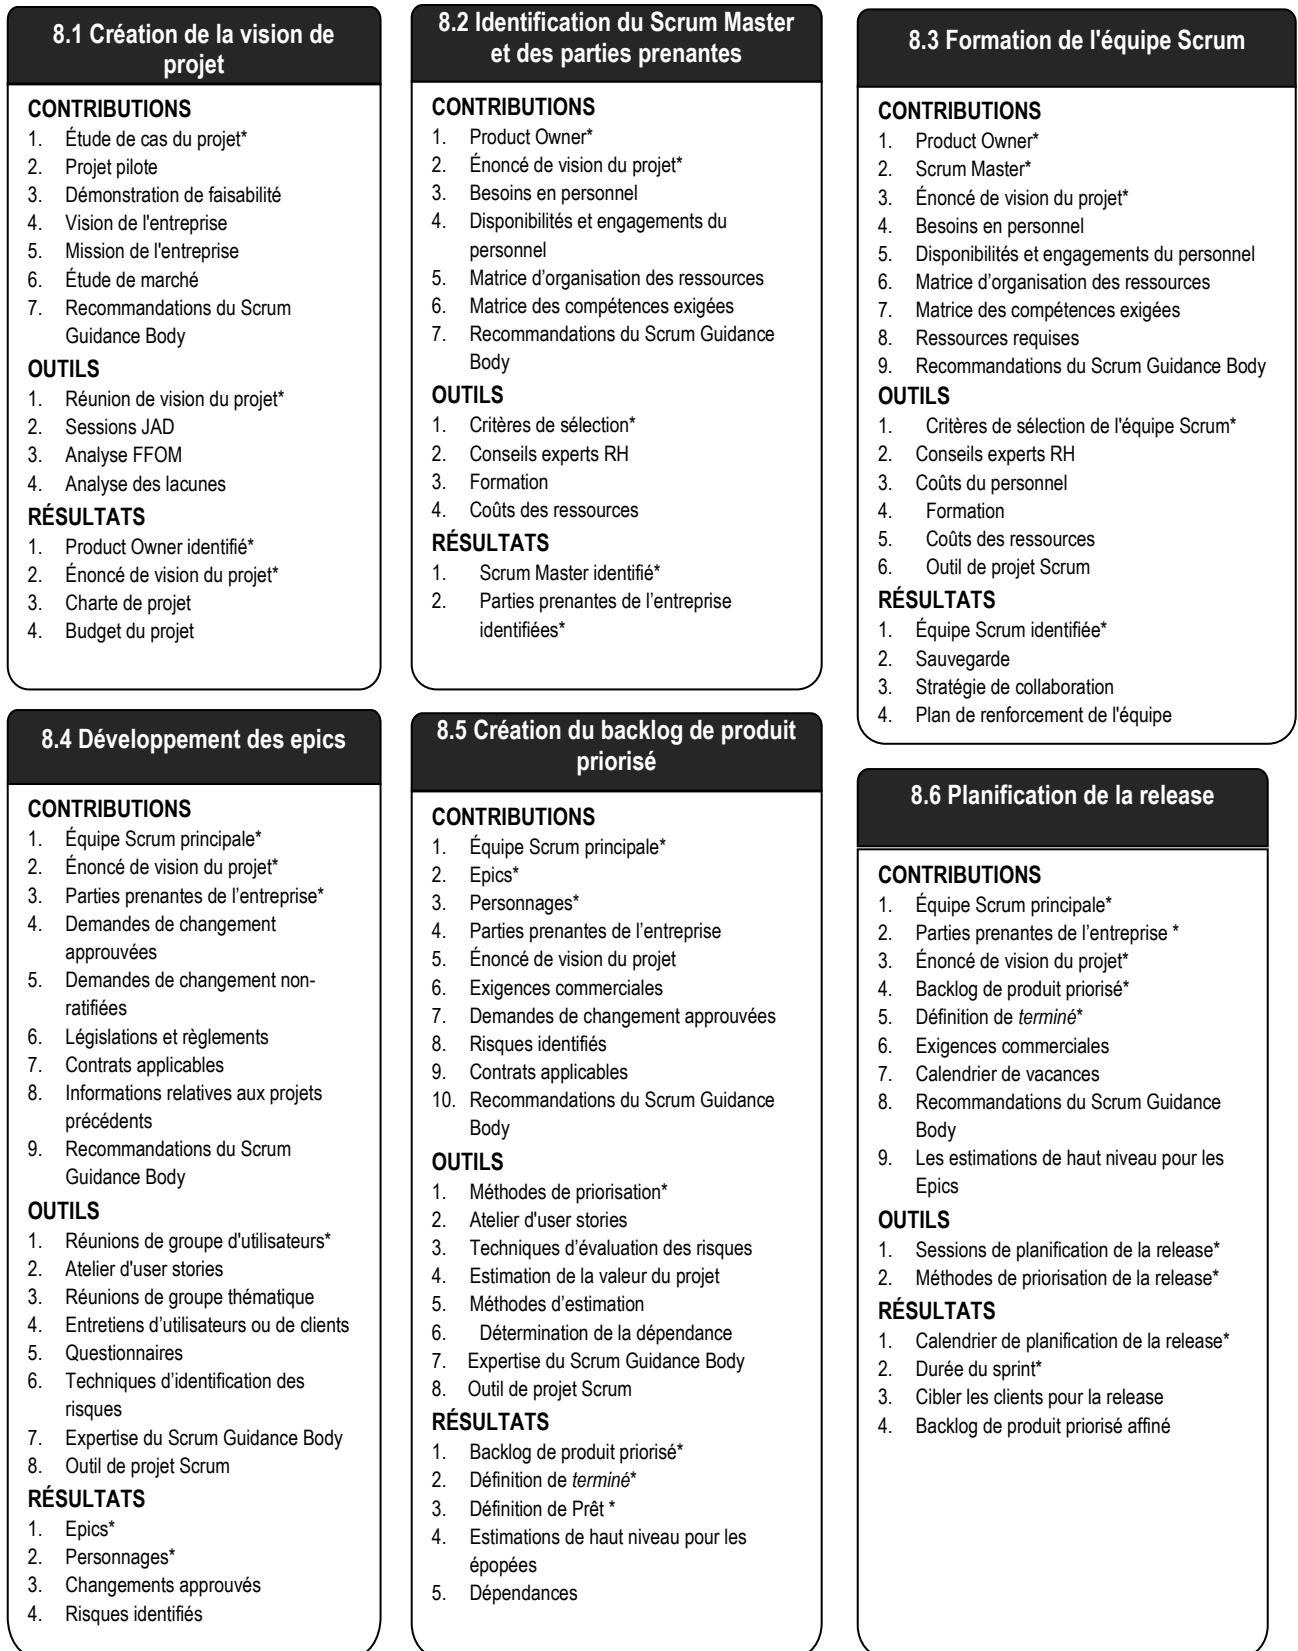 8.1 Création de la vision de
projet
CONTRIBUTIONS
1. Étude de cas du projet*
2. Projet pilote
3. Démonstration de faisabilité
4. Vision de l'entreprise
5. Mission de l'entreprise
6. Étude de marché
7. Recommandations du Scrum
Guidance Body
OUTILS
1. Réunion de vision du projet*
2. Sessions JAD
3. Analyse FFOM
4. Analyse des lacunes
RÉSULTATS
1. Product Owner identifié*
2. Énoncé de vision du projet*
3. Charte de projet
4. Budget du projet
8.2 Identification du Scrum Master
et des parties prenantes
CONTRIBUTIONS
1. Product Owner*
2. Énoncé de vision du projet*
3. Besoins en personnel
4. Disponibilités et engagements du
personnel
5. Matrice d’organisation des ressources
6. Matrice des compétences exigées
7. Recommandations du Scrum Guidance
Body
OUTILS
1. Critères de sélection*
2. Conseils experts RH
3. Formation
4. Coûts des ressources
RÉSULTATS
1. Scrum Master identifié*
2. Parties prenantes de l’entreprise
identifiées*
8.3 Formation de l'équipe Scrum
CONTRIBUTIONS
1. Product Owner*
2. Scrum Master*
3. Énoncé de vision du projet*
4. Besoins en personnel
5. Disponibilités et engagements du personnel
6. Matrice d’organisation des ressources
7. Matrice des compétences exigées
8. Ressources requises
9. Recommandations du Scrum Guidance Body
OUTILS
1. Critères de sélection de l'équipe Scrum*
2. Conseils experts RH
3. Coûts du personnel
4. Formation
5. Coûts des ressources
6. Outil de projet Scrum
RÉSULTATS
1. Équipe Scrum identifiée*
2. Sauvegarde
3. Stratégie de collaboration
4. Plan de renforcement de l'équipe
8.4 Développement des epics
CONTRIBUTIONS
1. Équipe Scrum principale*
2. Énoncé de vision du projet*
3. Parties prenantes de l’entreprise*
4. Demandes de changement
approuvées
5. Demandes de changement non-
ratifiées
6. Législations et règlements
7. Contrats applicables
8. Informations relatives aux projets
précédents
9. Recommandations du Scrum
Guidance Body
OUTILS
1. Réunions de groupe d'utilisateurs*
2. Atelier d'user stories
3. Réunions de groupe thématique
4. Entretiens d’utilisateurs ou de clients
5. Questionnaires
6. Techniques d’identification des
risques
7. Expertise du Scrum Guidance Body
8. Outil de projet Scrum
RÉSULTATS
1. Epics*
2. Personnages*
3. Changements approuvés
4. Risques identifiés
8.5 Création du backlog de produit
priorisé
CONTRIBUTIONS
1. Équipe Scrum principale*
2. Epics*
3. Personnages*
4. Parties prenantes de l’entreprise
5. Énoncé de vision du projet
6. Exigences commerciales
7. Demandes de changement approuvées
8. Risques identifiés
9. Contrats applicables
10. Recommandations du Scrum Guidance
Body
OUTILS
1. Méthodes de priorisation*
2. Atelier d'user stories
3. Techniques d’évaluation des risques
4. Estimation de la valeur du projet
5. Méthodes d’estimation
6. Détermination de la dépendance
7. Expertise du Scrum Guidance Body
8. Outil de projet Scrum
RÉSULTATS
1. Backlog de produit priorisé*
2. Définition de terminé*
3. Définition de Prêt *
4. Estimations de haut niveau pour les
épopées
5. Dépendances
8.6 Planification de la release
CONTRIBUTIONS
1. Équipe Scrum principale*
2. Parties prenantes de l’entreprise *
3. Énoncé de vision du projet*
4. Backlog de produit priorisé*
5. Définition de terminé*
6. Exigences commerciales
7. Calendrier de vacances
8. Recommandations du Scrum Guidance
Body
9. Les estimations de haut niveau pour les
Epics
OUTILS
1. Sessions de planification de la release*
2. Méthodes de priorisation de la release*
RÉSULTATS
1. Calendrier de planification de la release*
2. Durée du sprint*
3. Cibler les clients pour la release
4. Backlog de produit priorisé affiné